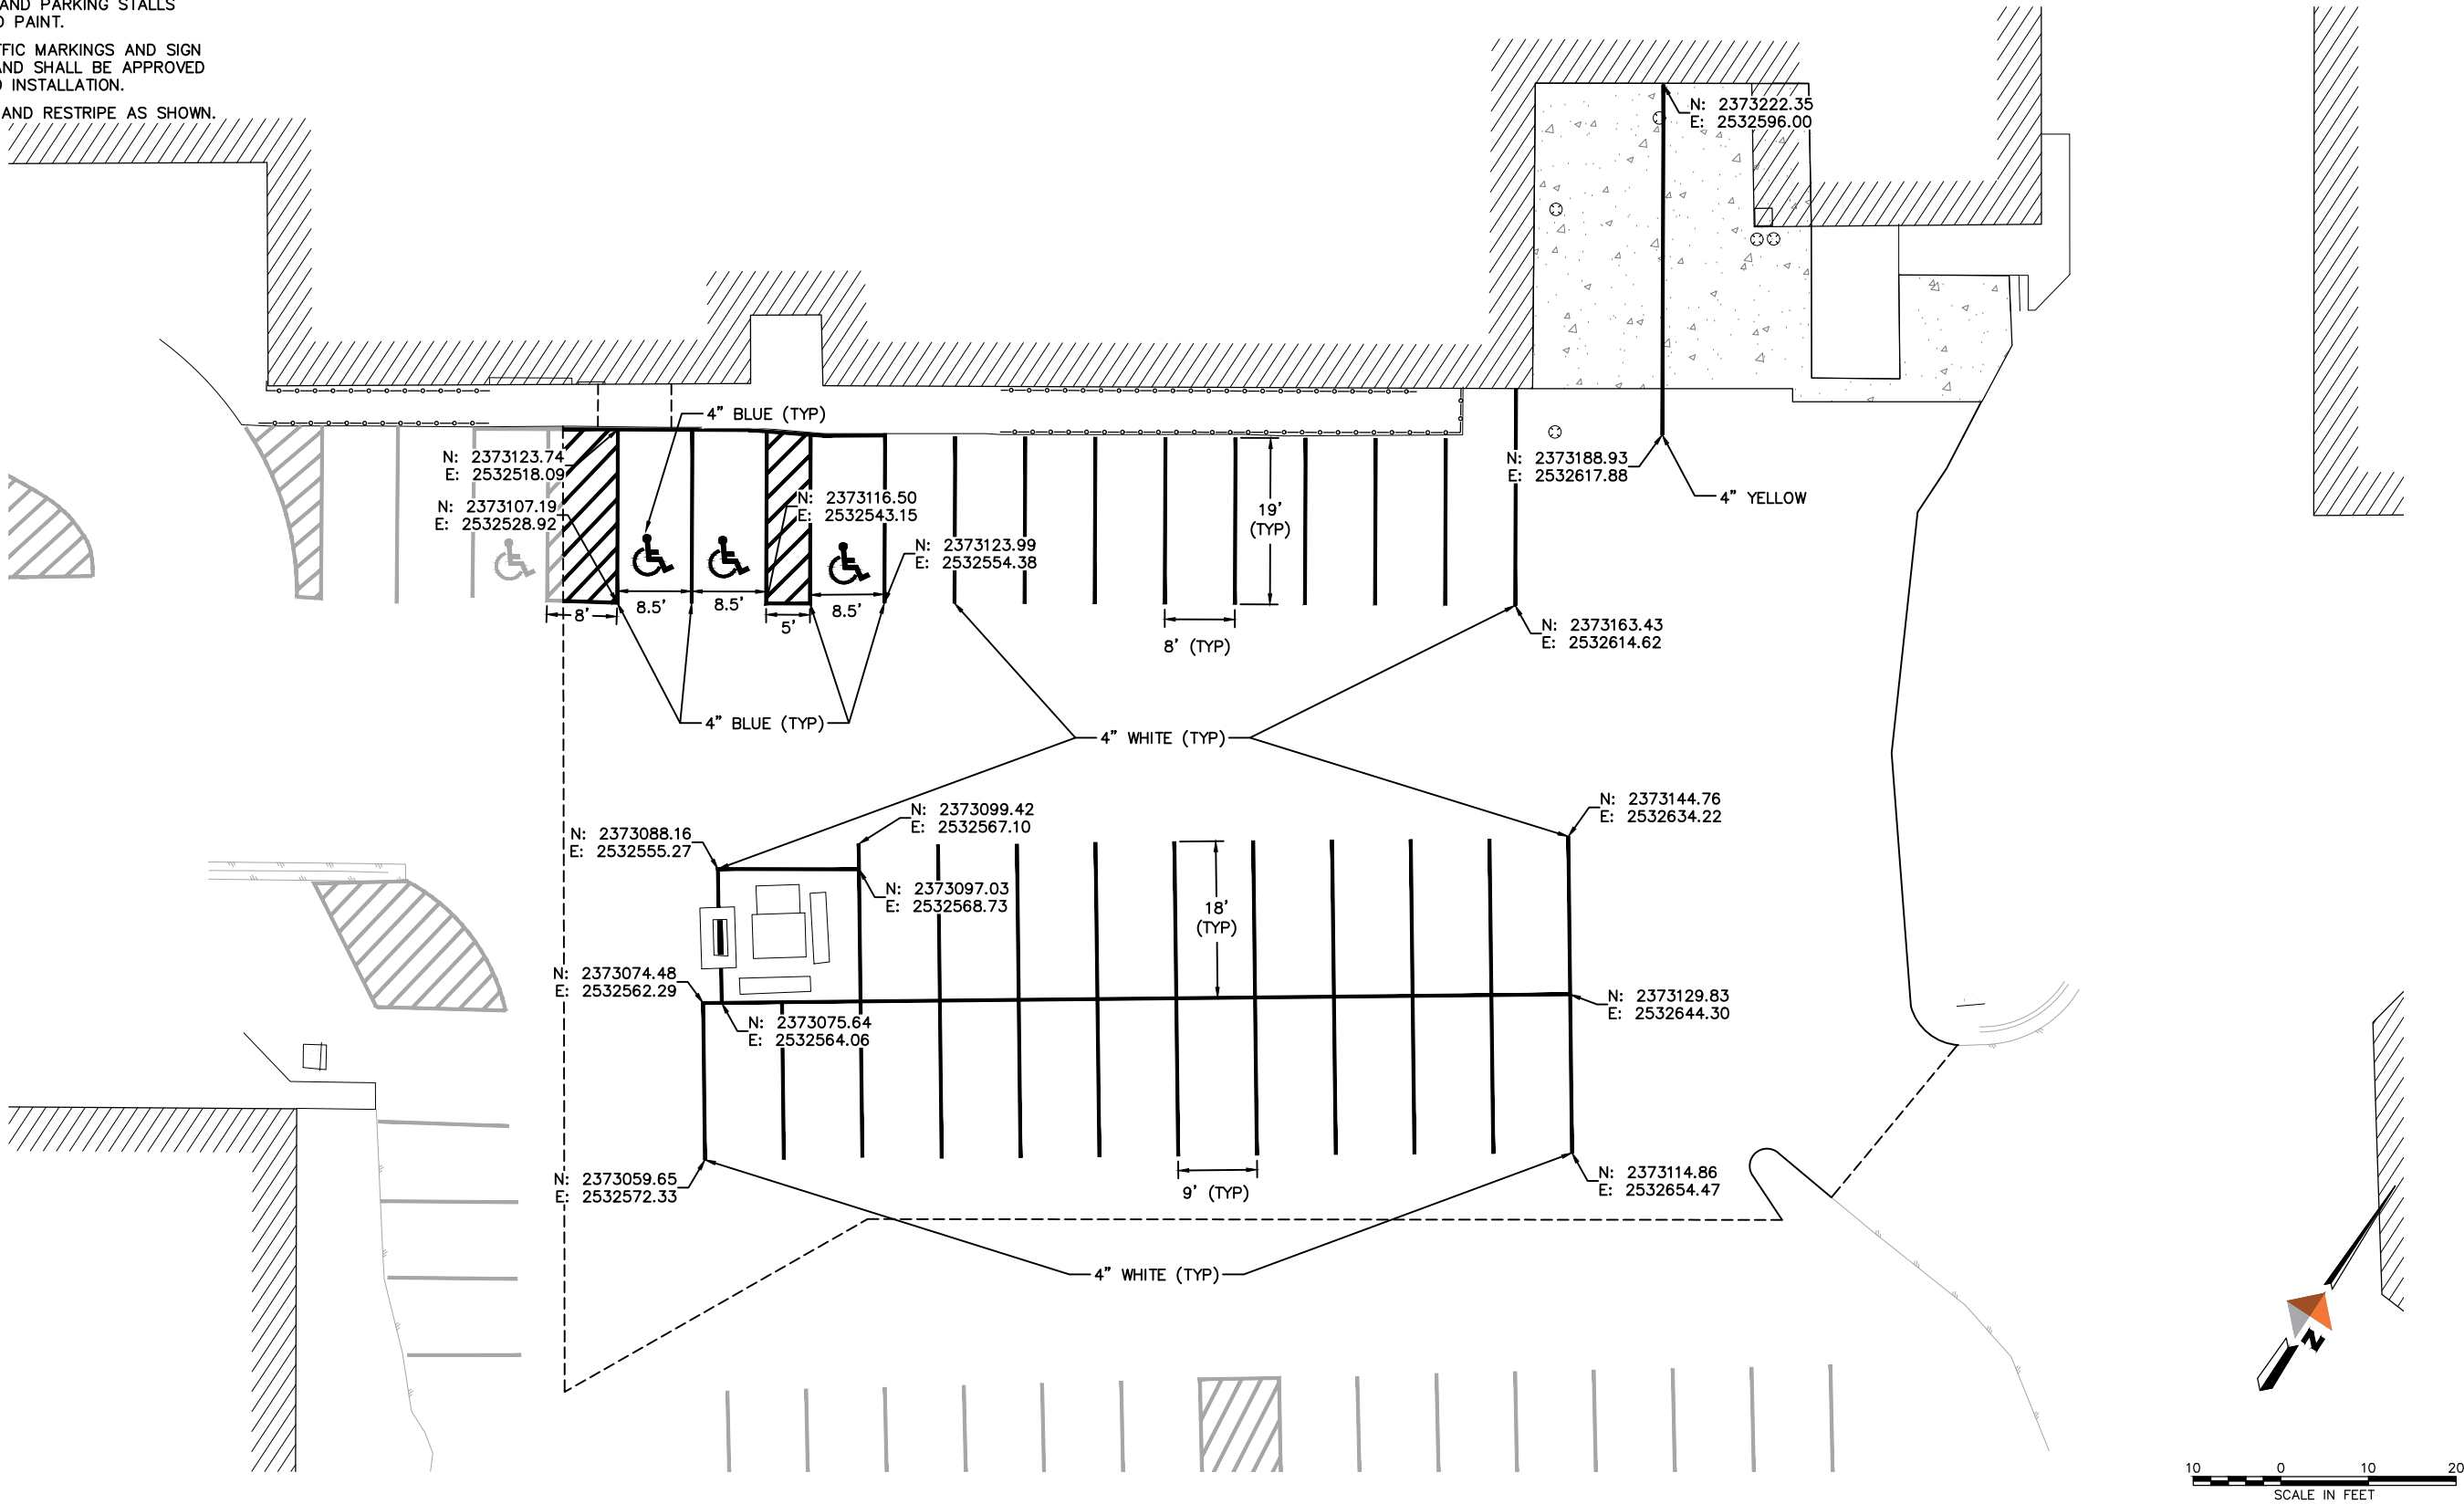 AND PARKING STALLS
PAINT.
MARKINGS AND SIGN
AND SHALL BE APPROVED
INSTALLATION.
AND RESTRIPE AS SHOWN.
N: 2373222.35
E: 2532596.00
4" BLUE (TYP)
N: 2373123.74
E: 2532518.09
N: 2373107.19
E: 2532528.92
N: 2373116.50
E: 2532543.15
N: 2373123.99
E: 2532554.38
19'
(TYP)
N: 2373188.93
E: 2532617.88
4" YELLOW
8'
8.5'
8.5'
5'
8.5'
8' (TYP)
N: 2373163.43
E: 2532614.62
4" BLUE (TYP)
4" WHITE (TYP)
N: 2373088.16
E: 2532555.27
N: 2373099.42
E: 2532567.10
N: 2373144.76
E: 2532634.22
N: 2373097.03
E: 2532568.73
18'
(TYP)
N: 2373074.48
E: 2532562.29
N: 2373075.64
E: 2532564.06
N: 2373129.83
E: 2532644.30
N: 2373059.65
E: 2532572.33
9' (TYP)
N: 2373114.86
E: 2532654.47
4" WHITE (TYP)
N
10 0 10 20
SCALE IN FEET